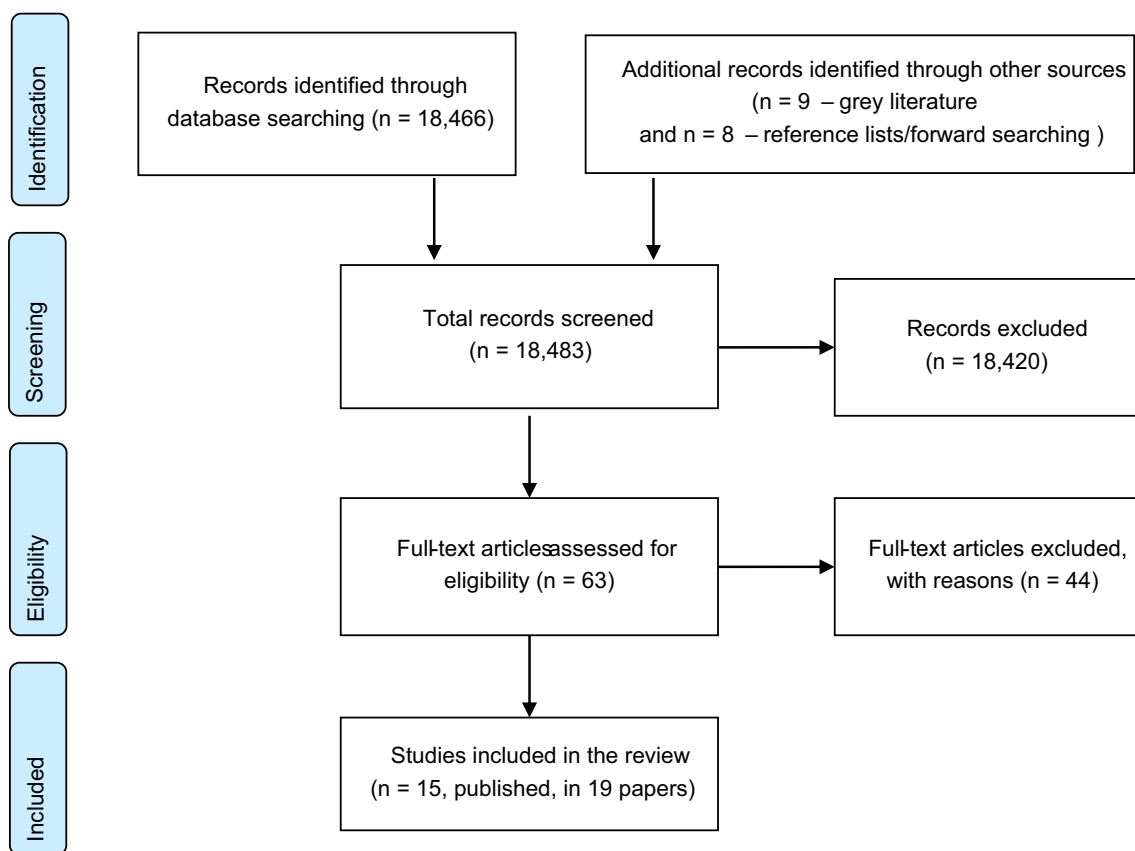 Identification
Records identified through
database searching (n = 18,466)
Additional records identified through other sources
(n = 9 – grey literature
and n = 8 – reference lists/forward searching )
Screening
Total records screened
(n = 18,483)
Records excluded
(n = 18,420)
Eligibility
Full-text articles assessed for
eligibility (n = 63)
Full-text articles excluded,
with reasons (n = 44)
Included
Studies included in the review
(n = 15, published, in 19 papers)